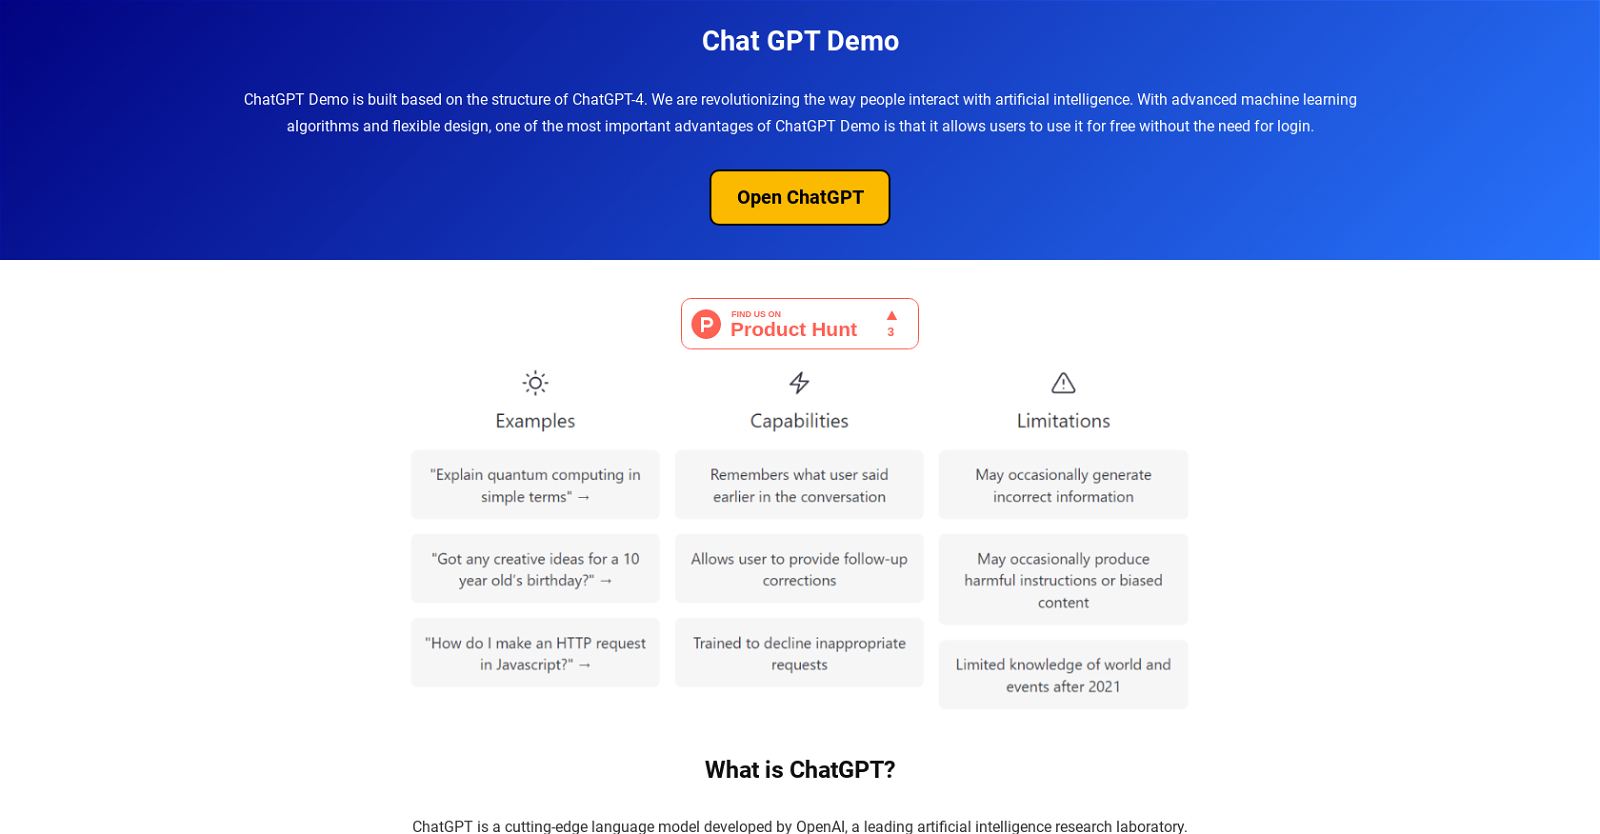 Chat GPT Demo
ChatGPT Demo is built based on the structure of ChatGPT-4. We are revolutionizing the way people interact with artificial intelligence. With advanced machine learning
algorithms and flexible design, one of the most important advantages of ChatGPT Demo is that it allows users to use it for free without the need for login.
Open ChatGPT
P
FIND US ON
Product Hunt
▲
3
Examples
"Explain quantum computing in
simple terms" →
"Got any creative ideas for a 10
year old's birthday?" →
"How do I make an HTTP request
in Javascript?" →
Capabilities
Remembers what user said
earlier in the conversation
Allows user to provide follow-up
corrections
Trained to decline inappropriate
requests
Limitations
May occasionally generate
incorrect information
May occasionally produce
harmful instructions or biased
content
Limited knowledge of world and
events after 2021
What is ChatGPT?
ChatGPT is a cutting-edge language model developed by OpenAI, a leading artificial intelligence research laboratory.